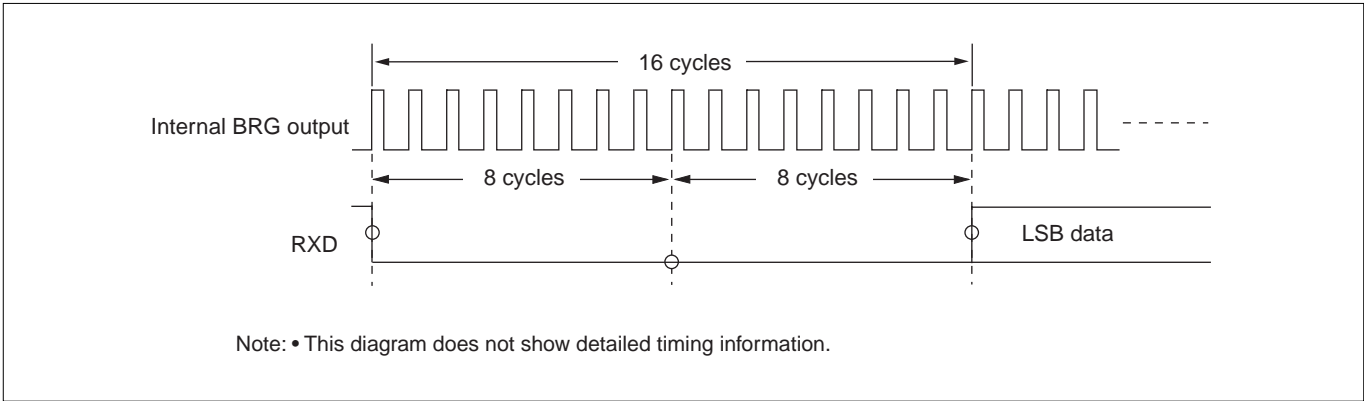 16 cycles
Internal BRG output
8 cycles
8 cycles
RXD
LSB data
Note: • This diagram does not show detailed timing information.